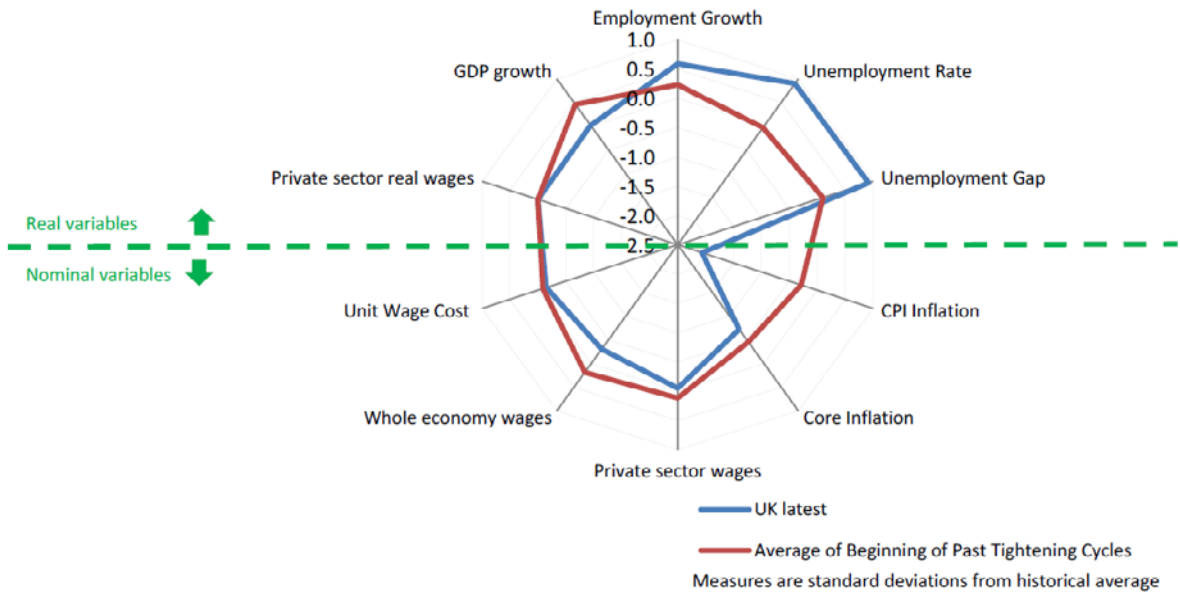 Employment Growth
1.0
0.5
0.0
-0.5
-1.0
-1.5
-2.0
-2.5
GDP growth
Unemployment Rate
Private sector real wages
Unemployment Gap
Real variables
Nominal variables
Unit Wage Cost
CPI Inflation
Whole economy wages
Core Inflation
Private sector wages
UK latest
Average of Beginning of Past Tightening Cycles
Measures are standard deviations from historical average